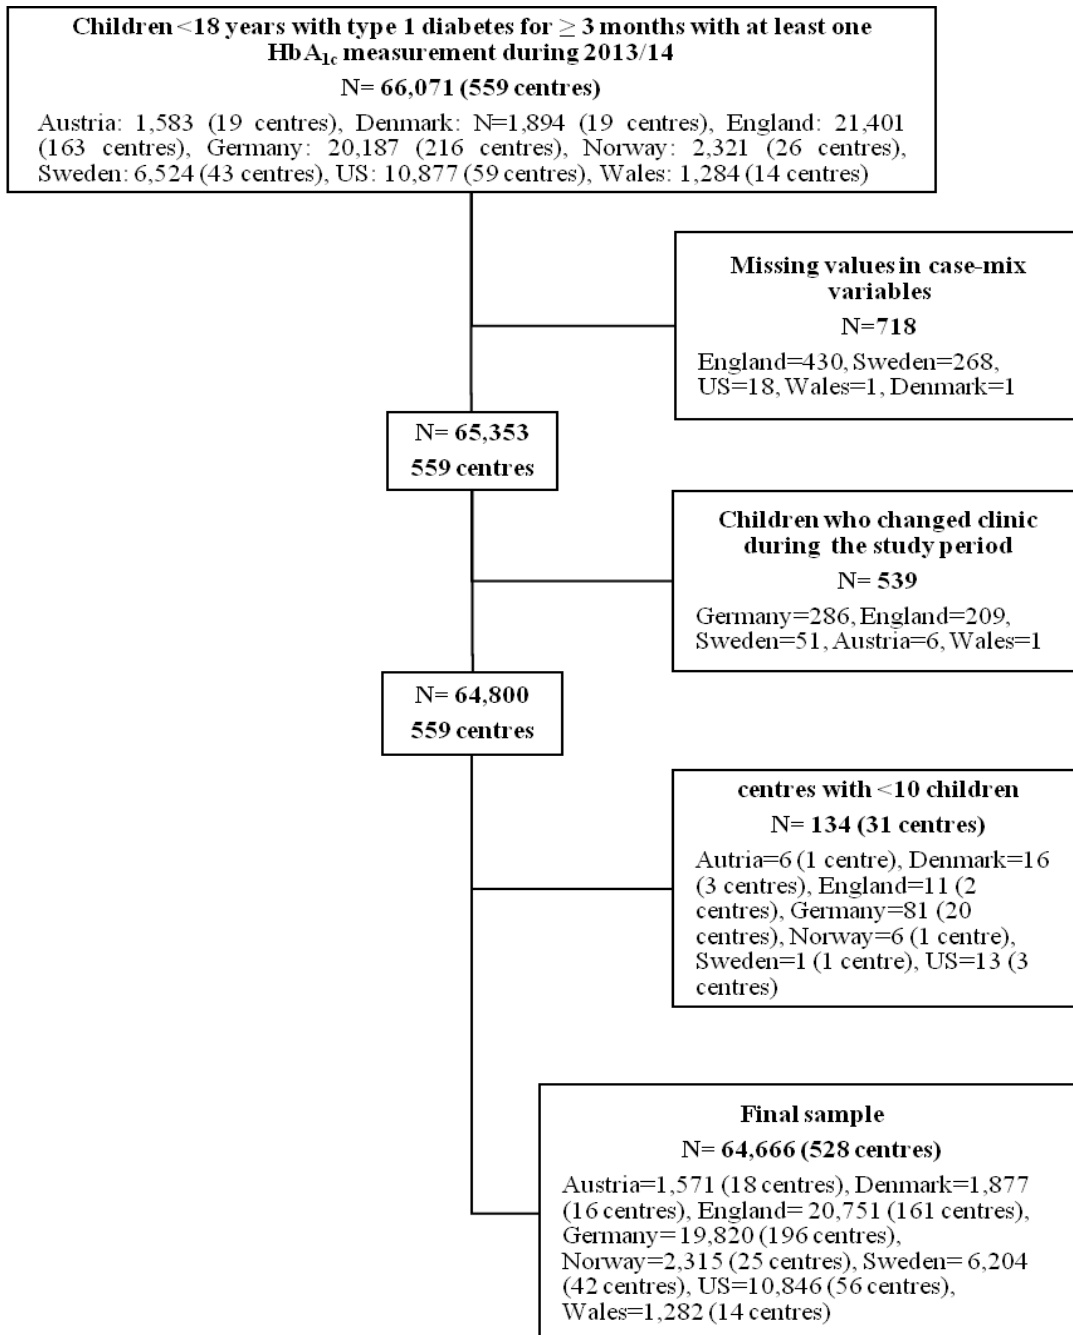 Children <18 years with type 1 diabetes for ≥ 3 months with at least one
HbA1c measurement during 2013/14
N= 66,071 (559 centres)
Austria: 1,583 (19 centres), Denmark: N=1,894 (19 centres), England: 21,401
(163 centres), Germany: 20,187 (216 centres), Norway: 2,321 (26 centres),
Sweden: 6,524 (43 centres), US: 10,877 (59 centres), Wales: 1,284 (14 centres)
Missing values in case-mix
variables
N=718
England=430, Sweden=268,
US=18, Wales=1, Denmark=1
N= 65,353
559 centres
Children who changed clinic
during the study period
N= 539
Germany=286, England=209,
Sweden=51, Austria=6, Wales=1
N= 64,800
559 centres
centres with <10 children
N= 134 (31 centres)
Autria=6 (1 centre), Denmark=16
(3 centres), England=11 (2
centres), Germany=81 (20
centres), Norway=6 (1 centre),
Sweden=1 (1 centre), US=13 (3
centres)
Final sample
N= 64,666 (528 centres)
Austria=1,571 (18 centres), Denmark=1,877
(16 centres), England= 20,751 (161 centres),
Germany=19,820 (196 centres),
Norway=2,315 (25 centres), Sweden= 6,204
(42 centres), US=10,846 (56 centres),
Wales=1,282 (14 centres)